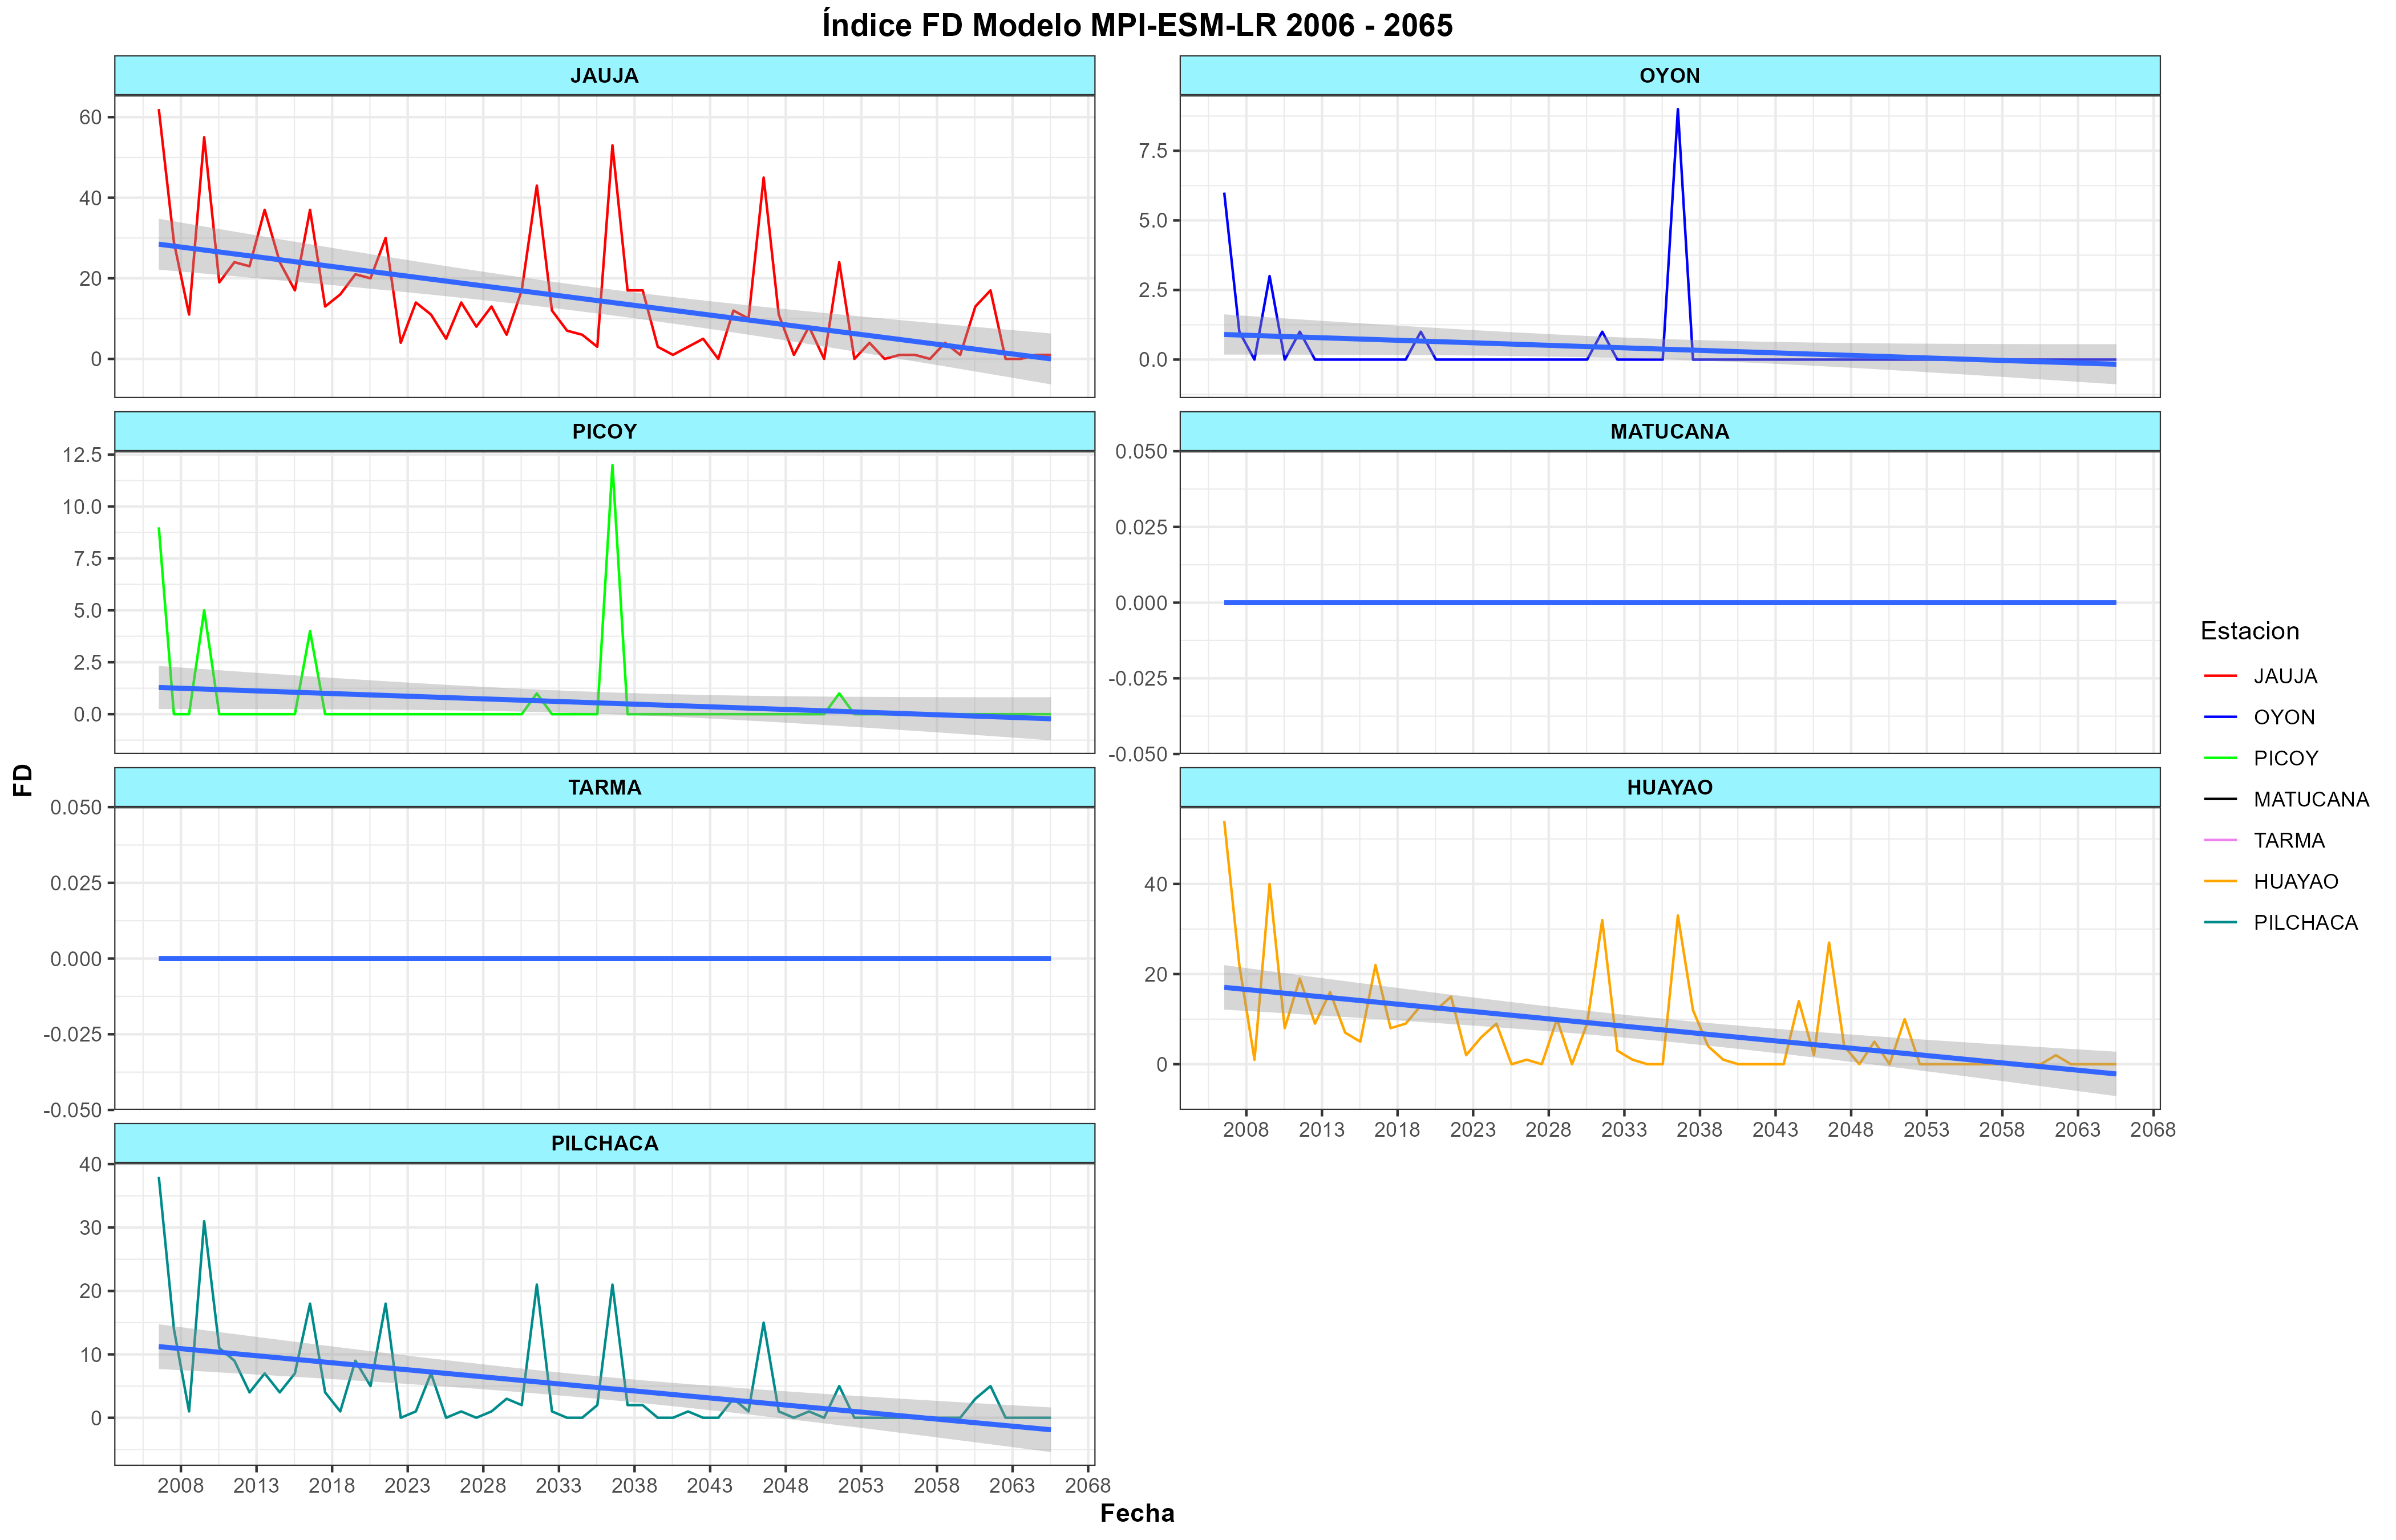 Índice FD Modelo MPI-ESM-LR 2006 - 2065
JAUJA
60
40
20
0
OYON
7.5
5.0
2.5
0.0
PICOY
12.5
10.0
7.5
5.0
2.5
0.0
MATUCANA
0.050
0.025
0.000
-0.025
-0.050
TARMA
0.050
0.025
0.000
-0.025
-0.050
HUAYAO
40
20
0
2008 2013 2018 2023 2028 2033 2038 2043 2048 2053 2058 2063 2068
PILCHACA
40
30
20
10
0
2008 2013 2018 2023 2028 2033 2038 2043 2048 2053 2058 2063 2068
FD
Fecha
Estacion
JAUJA
OYON
PICOY
MATUCANA
TARMA
HUAYAO
PILCHACA